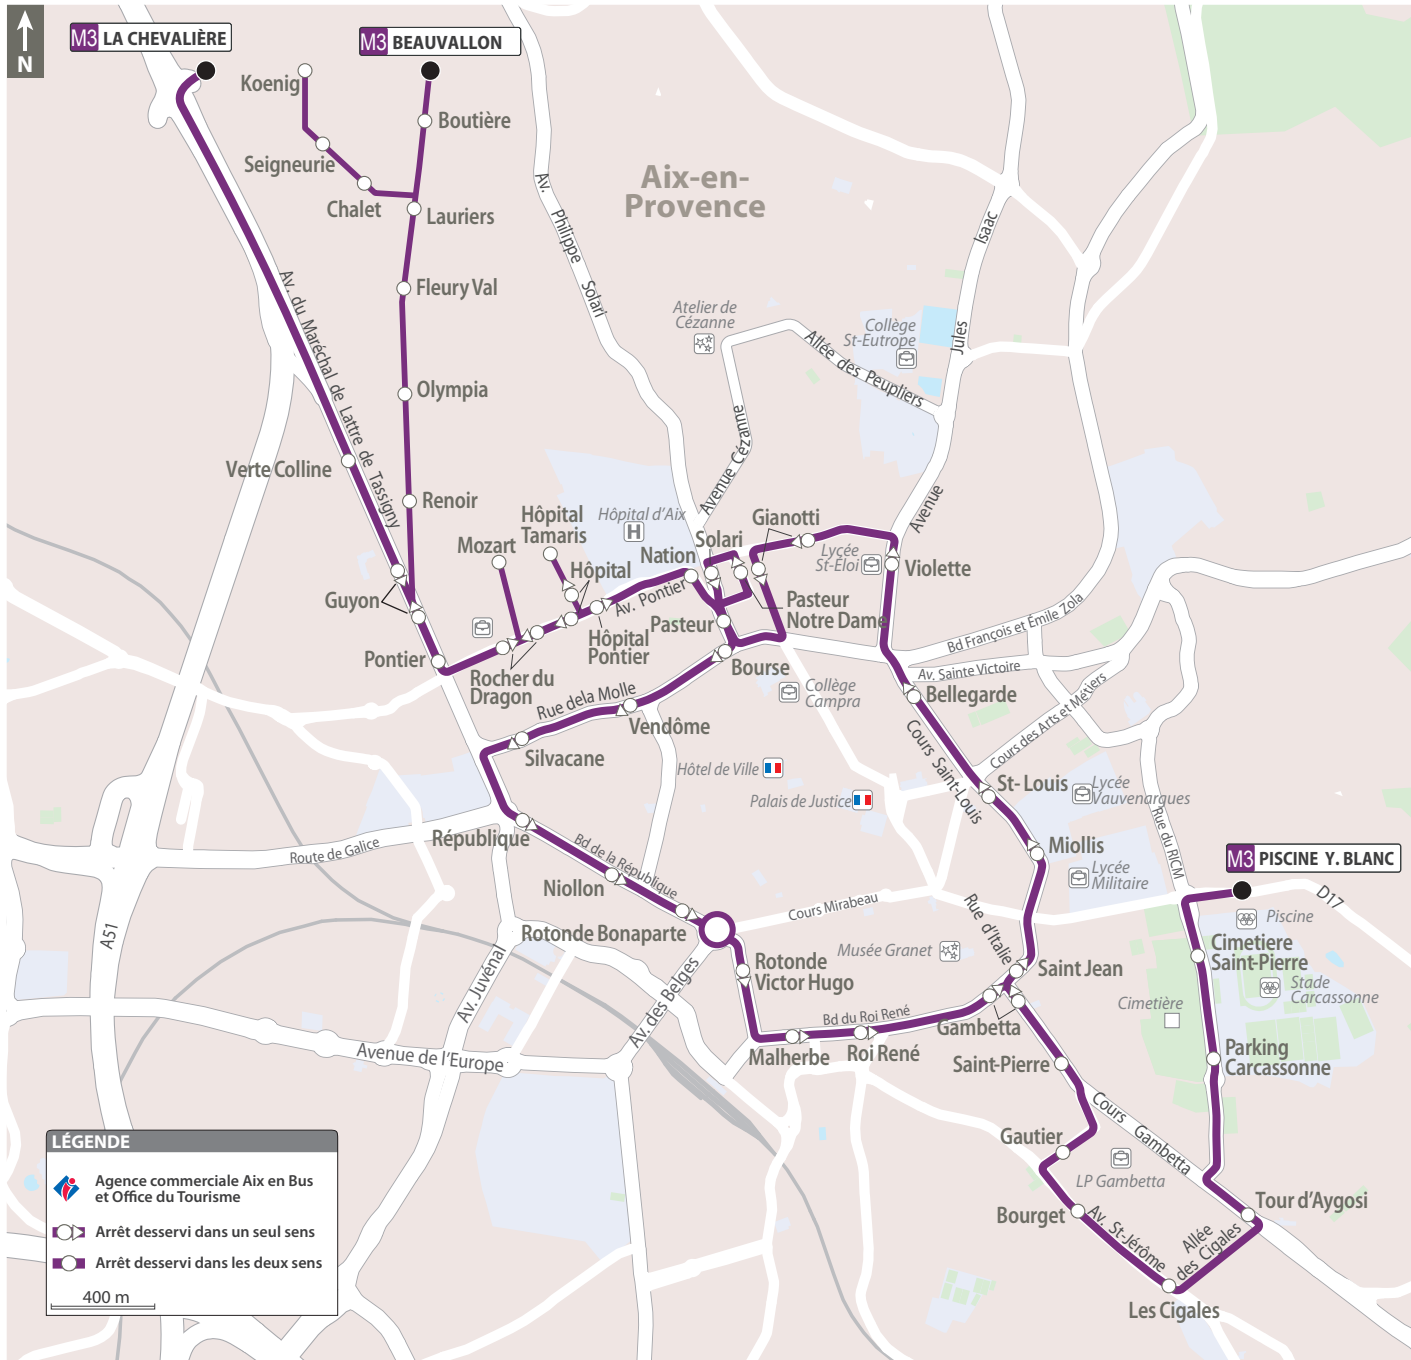 N
M3 LA CHEVALIÈRE
M3 BEAUVALLON
Koenig
Boutière
Seigneurie
Chalet
Lauriers
Aix-en-
Provence
Av. Philippe Solari
Isaac
Fleury Val
Av. du Maréchal de Lattre de Tassigny
Atelier de
Cézanne
Collège
St-Eutrope
Jules
Allée des Peupliers
Olympia
Avenue Cézanne
Verte Colline
Renoir
Avenue
Hôpital
Tamaris
Hôpital d'Aix
H
Gianotti
Solari
Mozart
Nation
Lycée
St-Eloi
Violette
Hôpital
Guyon
Av. Pontier
Pasteur
Notre Dame
Pasteur
Hôpital
Pontier
Bd François et Émile Zola
Pontier
Rocher du
Dragon
Bourse
Av. Sainte Victoire
Rue dela Molle
Collège
Campra
Bellegarde
Cours des Arts et Métiers
Vendôme
Silvacane
Cours Saint-Louis
Hôtel de Ville
Palais de Justice
St- Louis
Lycée
Vauvenargues
Rue du RICM
République
Route de Galice
Bd de la République
Miollis
M3 PISCINE Y. BLANC
Niollon
Lycée
Militaire
D17
Cours Mirabeau
Rue d'Italie
Piscine
A51
Rotonde Bonaparte
Cimetiere
Saint-Pierre
Musée Granet
Rotonde
Victor Hugo
Saint Jean
Stade
Carcassonne
Av. Juvénal
Av. des Belges
Cimetière
Bd du Roi René
Gambetta
Malherbe
Roi René
Avenue de l'Europe
Saint-Pierre
Parking
Carcassonne
Cours Gambetta
Gautier
LP Gambetta
Bourget
Tour d'Aygosi
Av. St-Jérôme
Allée
des Cigales
Les Cigales
LÉGENDE
Agence commerciale Aix en Bus
et Office du Tourisme
Arrêt desservi dans un seul sens
Arrêt desservi dans les deux sens
400 m